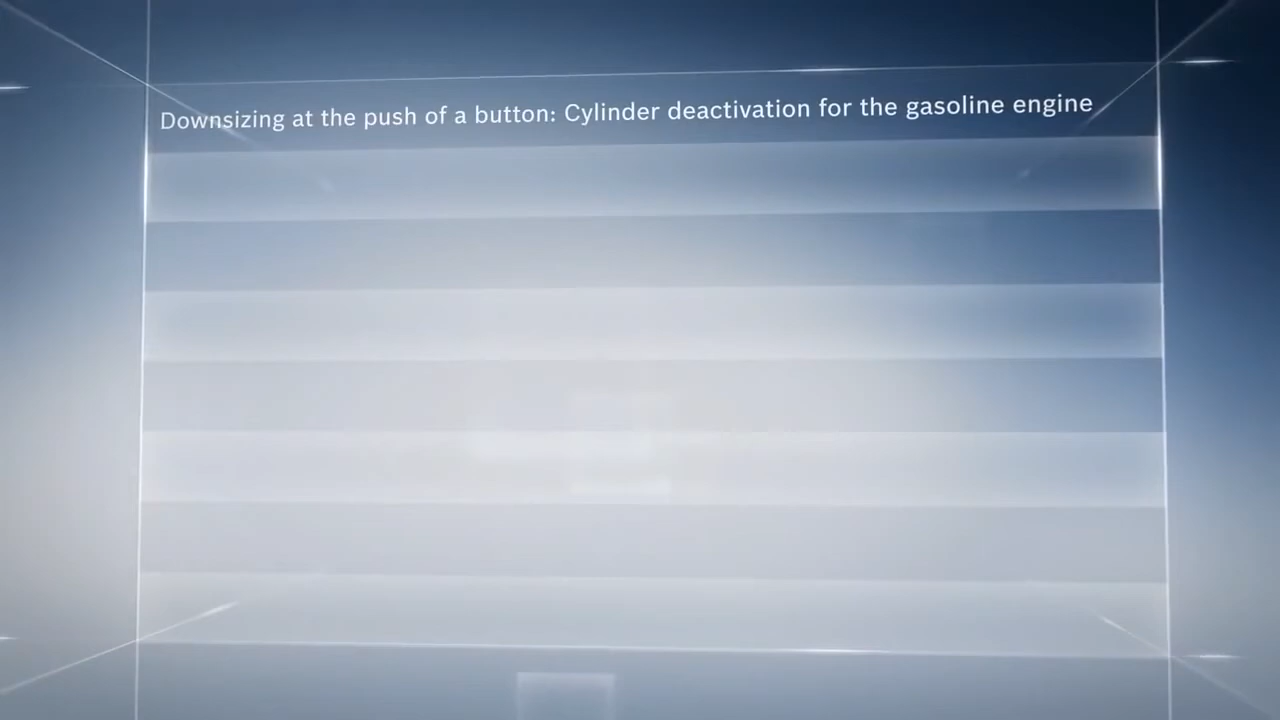 Downsizing at the push of a button: Cylinder deactivation for the gasoline engine